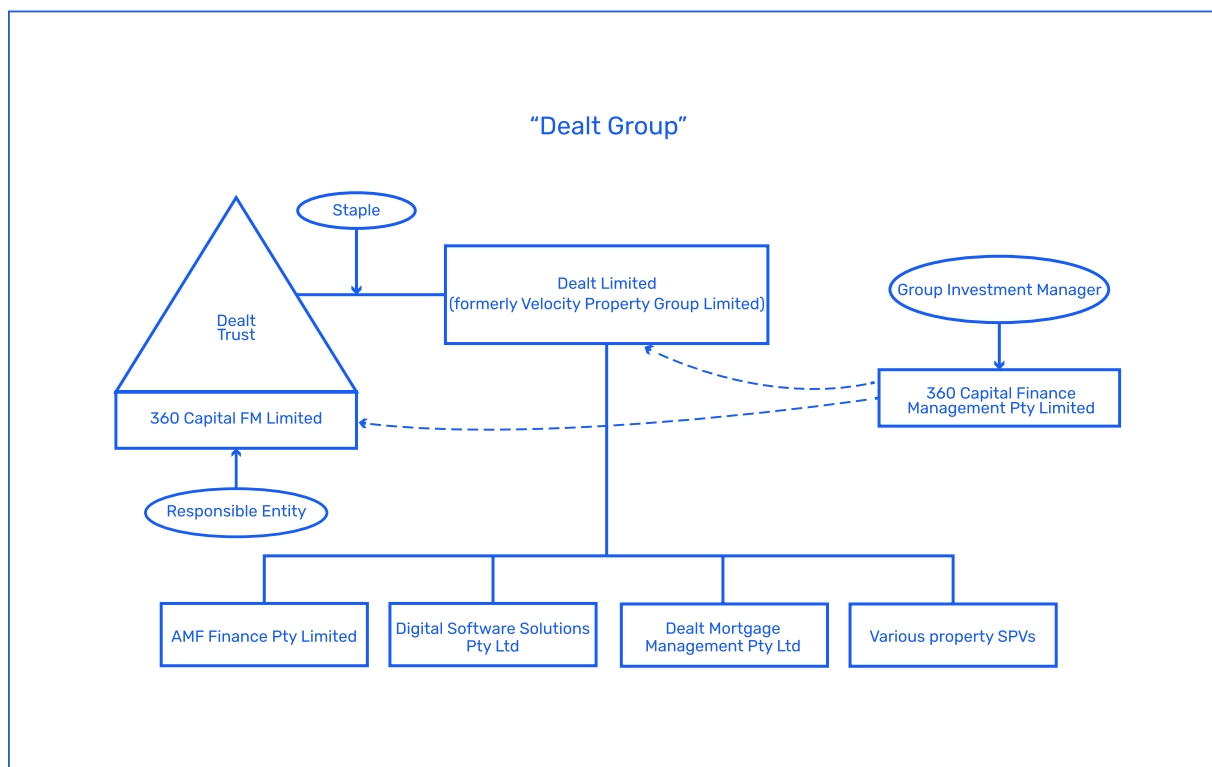 “Dealt Group”
Staple
Dealt Limited
(formerly Velocity Property Group Limited)
Group Investment Manager
Dealt
Trust
360 Capital Finance
Management Pty Limited
360 Capital FM Limited
Responsible Entity
AMF Finance Pty Limited
Digital Software Solutions
Pty Ltd
Dealt Mortgage
Management Pty Ltd
Various property SPVs